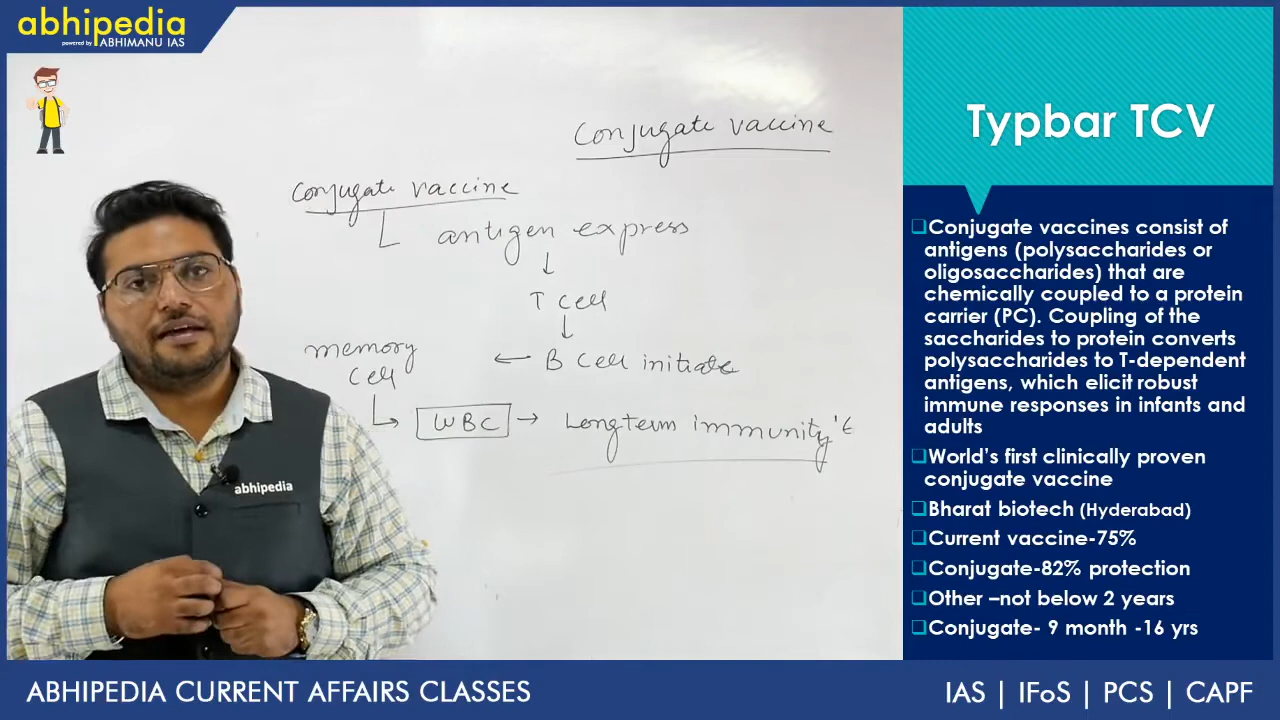 abhipedia
powered by ABHIMANU IAS
Conjugate vaccine
Conjugate vaccine
antigen express
T cell
B cell initiate
memory
cell
WBC
Longterm immunity
abhipedia
Typbar TCV
Conjugate vaccines consist of
antigens (polysaccharides or
oligosaccharides) that are
chemically coupled to a protein
carrier (PC). Coupling of the
saccharides to protein converts
polysaccharides to T-dependent
antigens, which elicit robust
immune responses in infants and
adults
World's first clinically proven
conjugate vaccine
Bharat biotech (Hyderabad)
Current vaccine-75%
Conjugate-82% protection
Other –not below 2 years
Conjugate- 9 month -16 yrs
ABHIPEDIA CURRENT AFFAIRS CLASSES
IAS | IFoS | PCS | CAPF